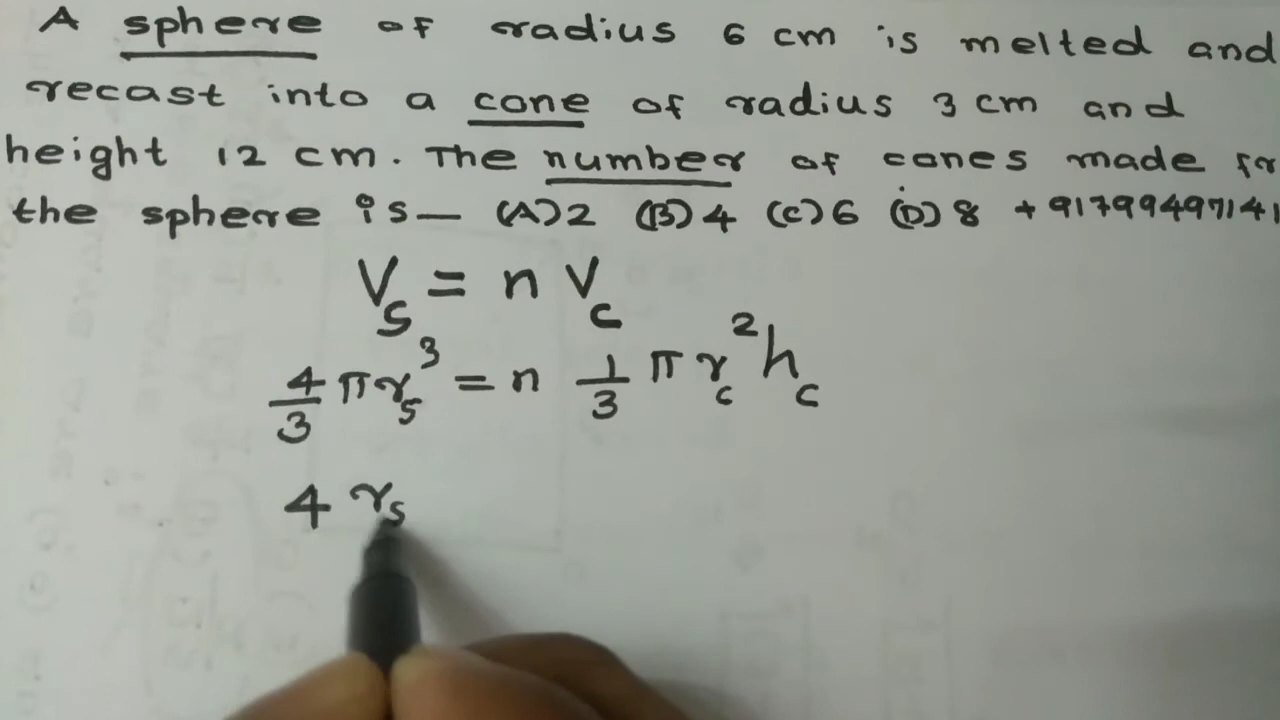 A sphere of radius 6 cm is melted and
recast into a cone of radius 3 cm and
height 12 cm. The number of cones made
the sphere is— (A) 2 (B) 4 (C) 6 (D) 8 +91799497141
V_s = n V_c
4/3 πr_s^3 = n 1/3 π r_c^2 h_c
4 r_s